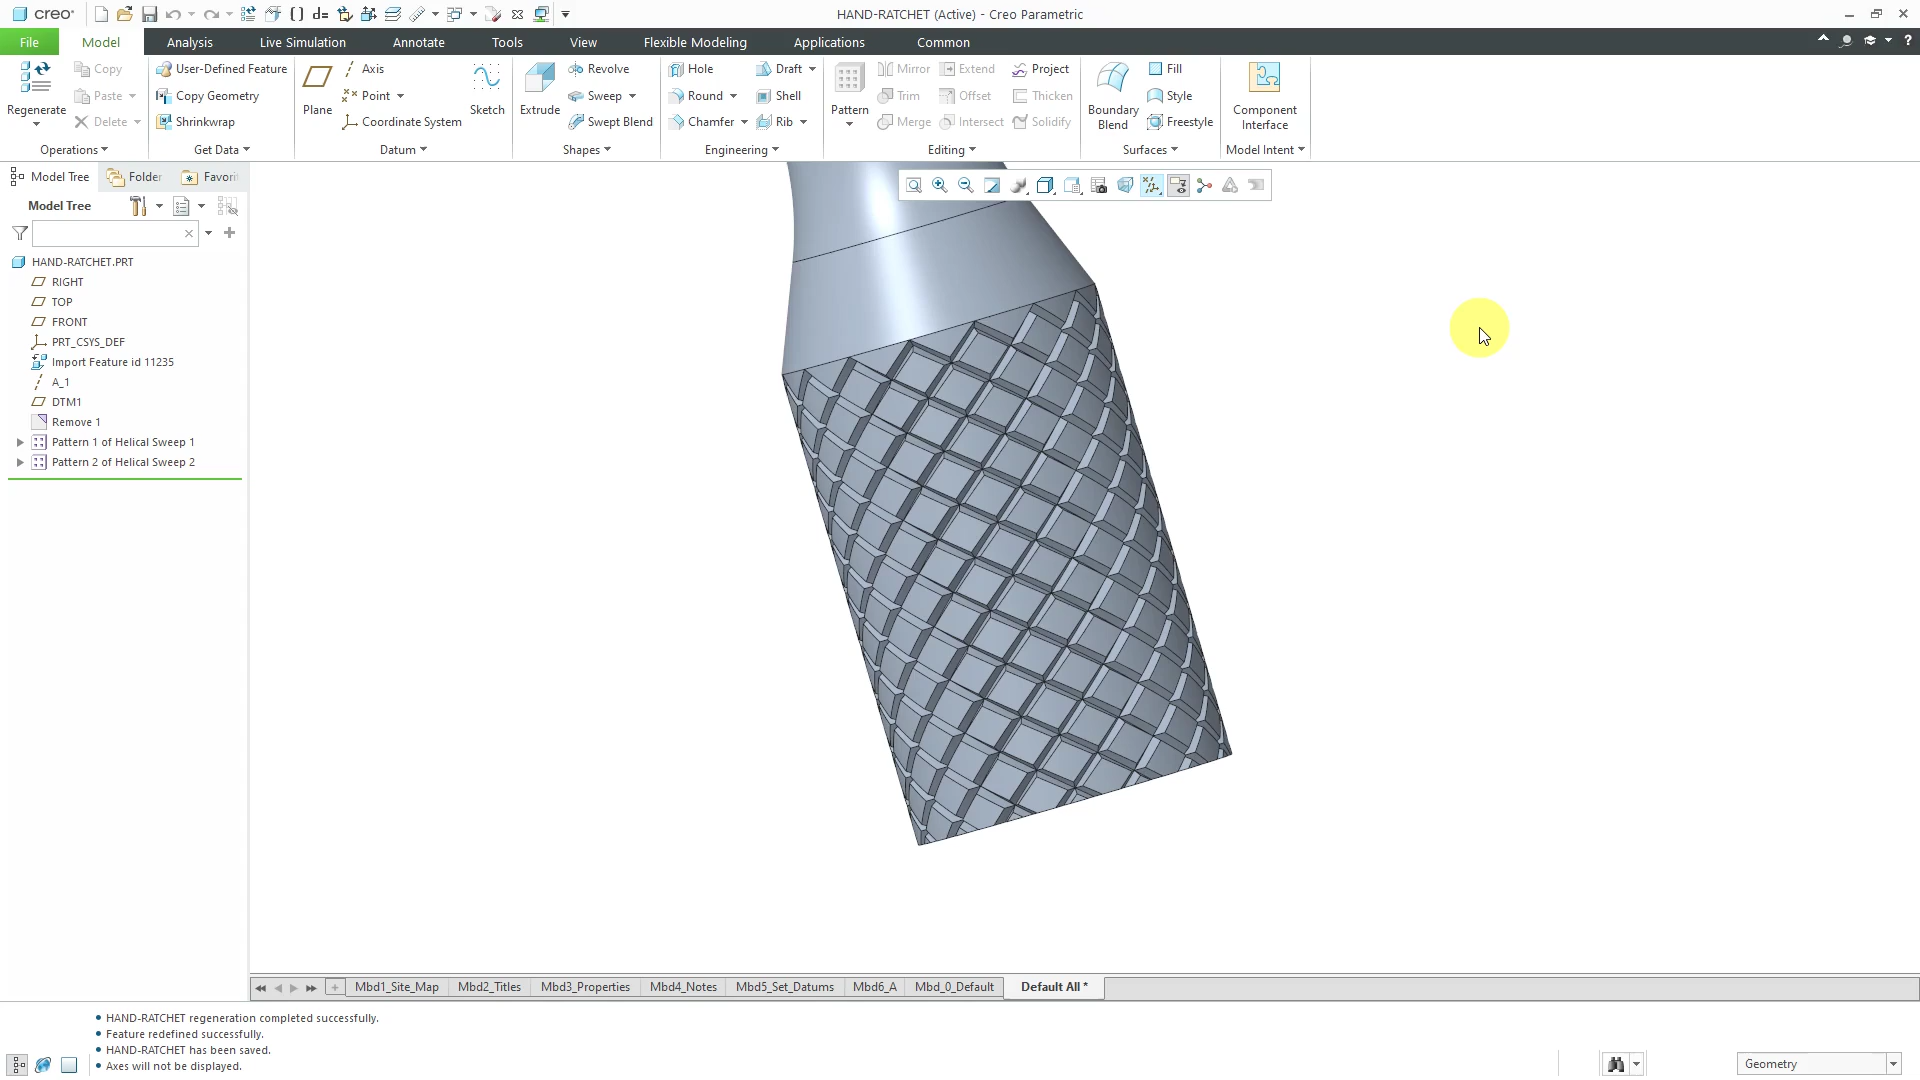 creo
HAND-RATCHET (Active) - Creo Parametric
File Model Analysis Live Simulation Annotate Tools View Flexible Modeling Applications Common
Regenerate
Copy
Paste
Delete
Operations
User-Defined Feature
Copy Geometry
Shrinkwrap
Get Data
Plane
Axis
Point
Coordinate System
Sketch
Datum
Extrude
Revolve
Sweep
Swept Blend
Shapes
Hole
Round
Chamfer
Draft
Shell
Rib
Engineering
Pattern
Mirror
Trim
Merge
Extend
Offset
Intersect
Project
Thicken
Solidify
Editing
Boundary
Blend
Fill
Style
Freestyle
Surfaces
Component
Interface
Model Intent
Model Tree Folder Favori
Model Tree
HAND-RATCHET.PRT
RIGHT
TOP
FRONT
PRT_CSYS_DEF
Import Feature id 11235
A_1
DTM1
Remove 1
Pattern 1 of Helical Sweep 1
Pattern 2 of Helical Sweep 2
Mbd1_Site_Map Mbd2_Titles Mbd3_Properties Mbd4_Notes Mbd5_Set_Datums Mbd6_A Mbd_0_Default Default All *
• HAND-RATCHET regeneration completed successfully.
• Feature redefined successfully.
• HAND-RATCHET has been saved.
• Axes will not be displayed.
Geometry